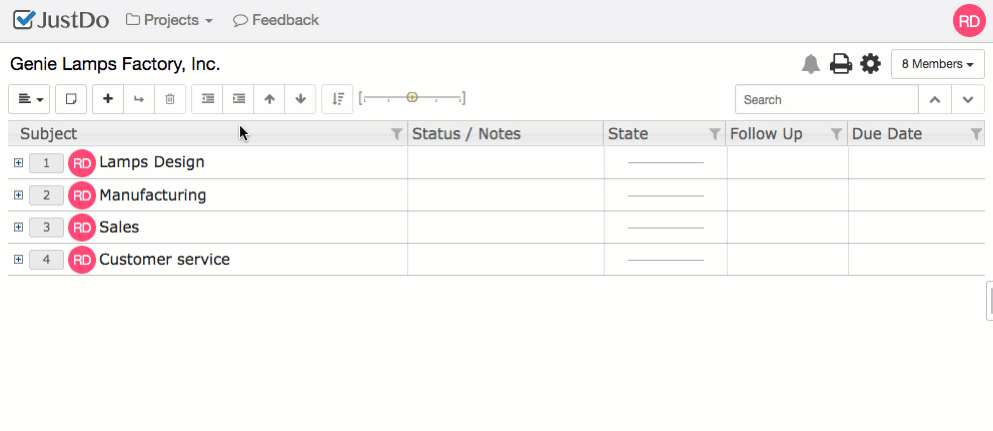 JustDo Projects Feedback RD
Genie Lamps Factory, Inc. 8 Members
Search
Subject Status / Notes State Follow Up Due Date
1 RD Lamps Design
2 RD Manufacturing
3 RD Sales
4 RD Customer service